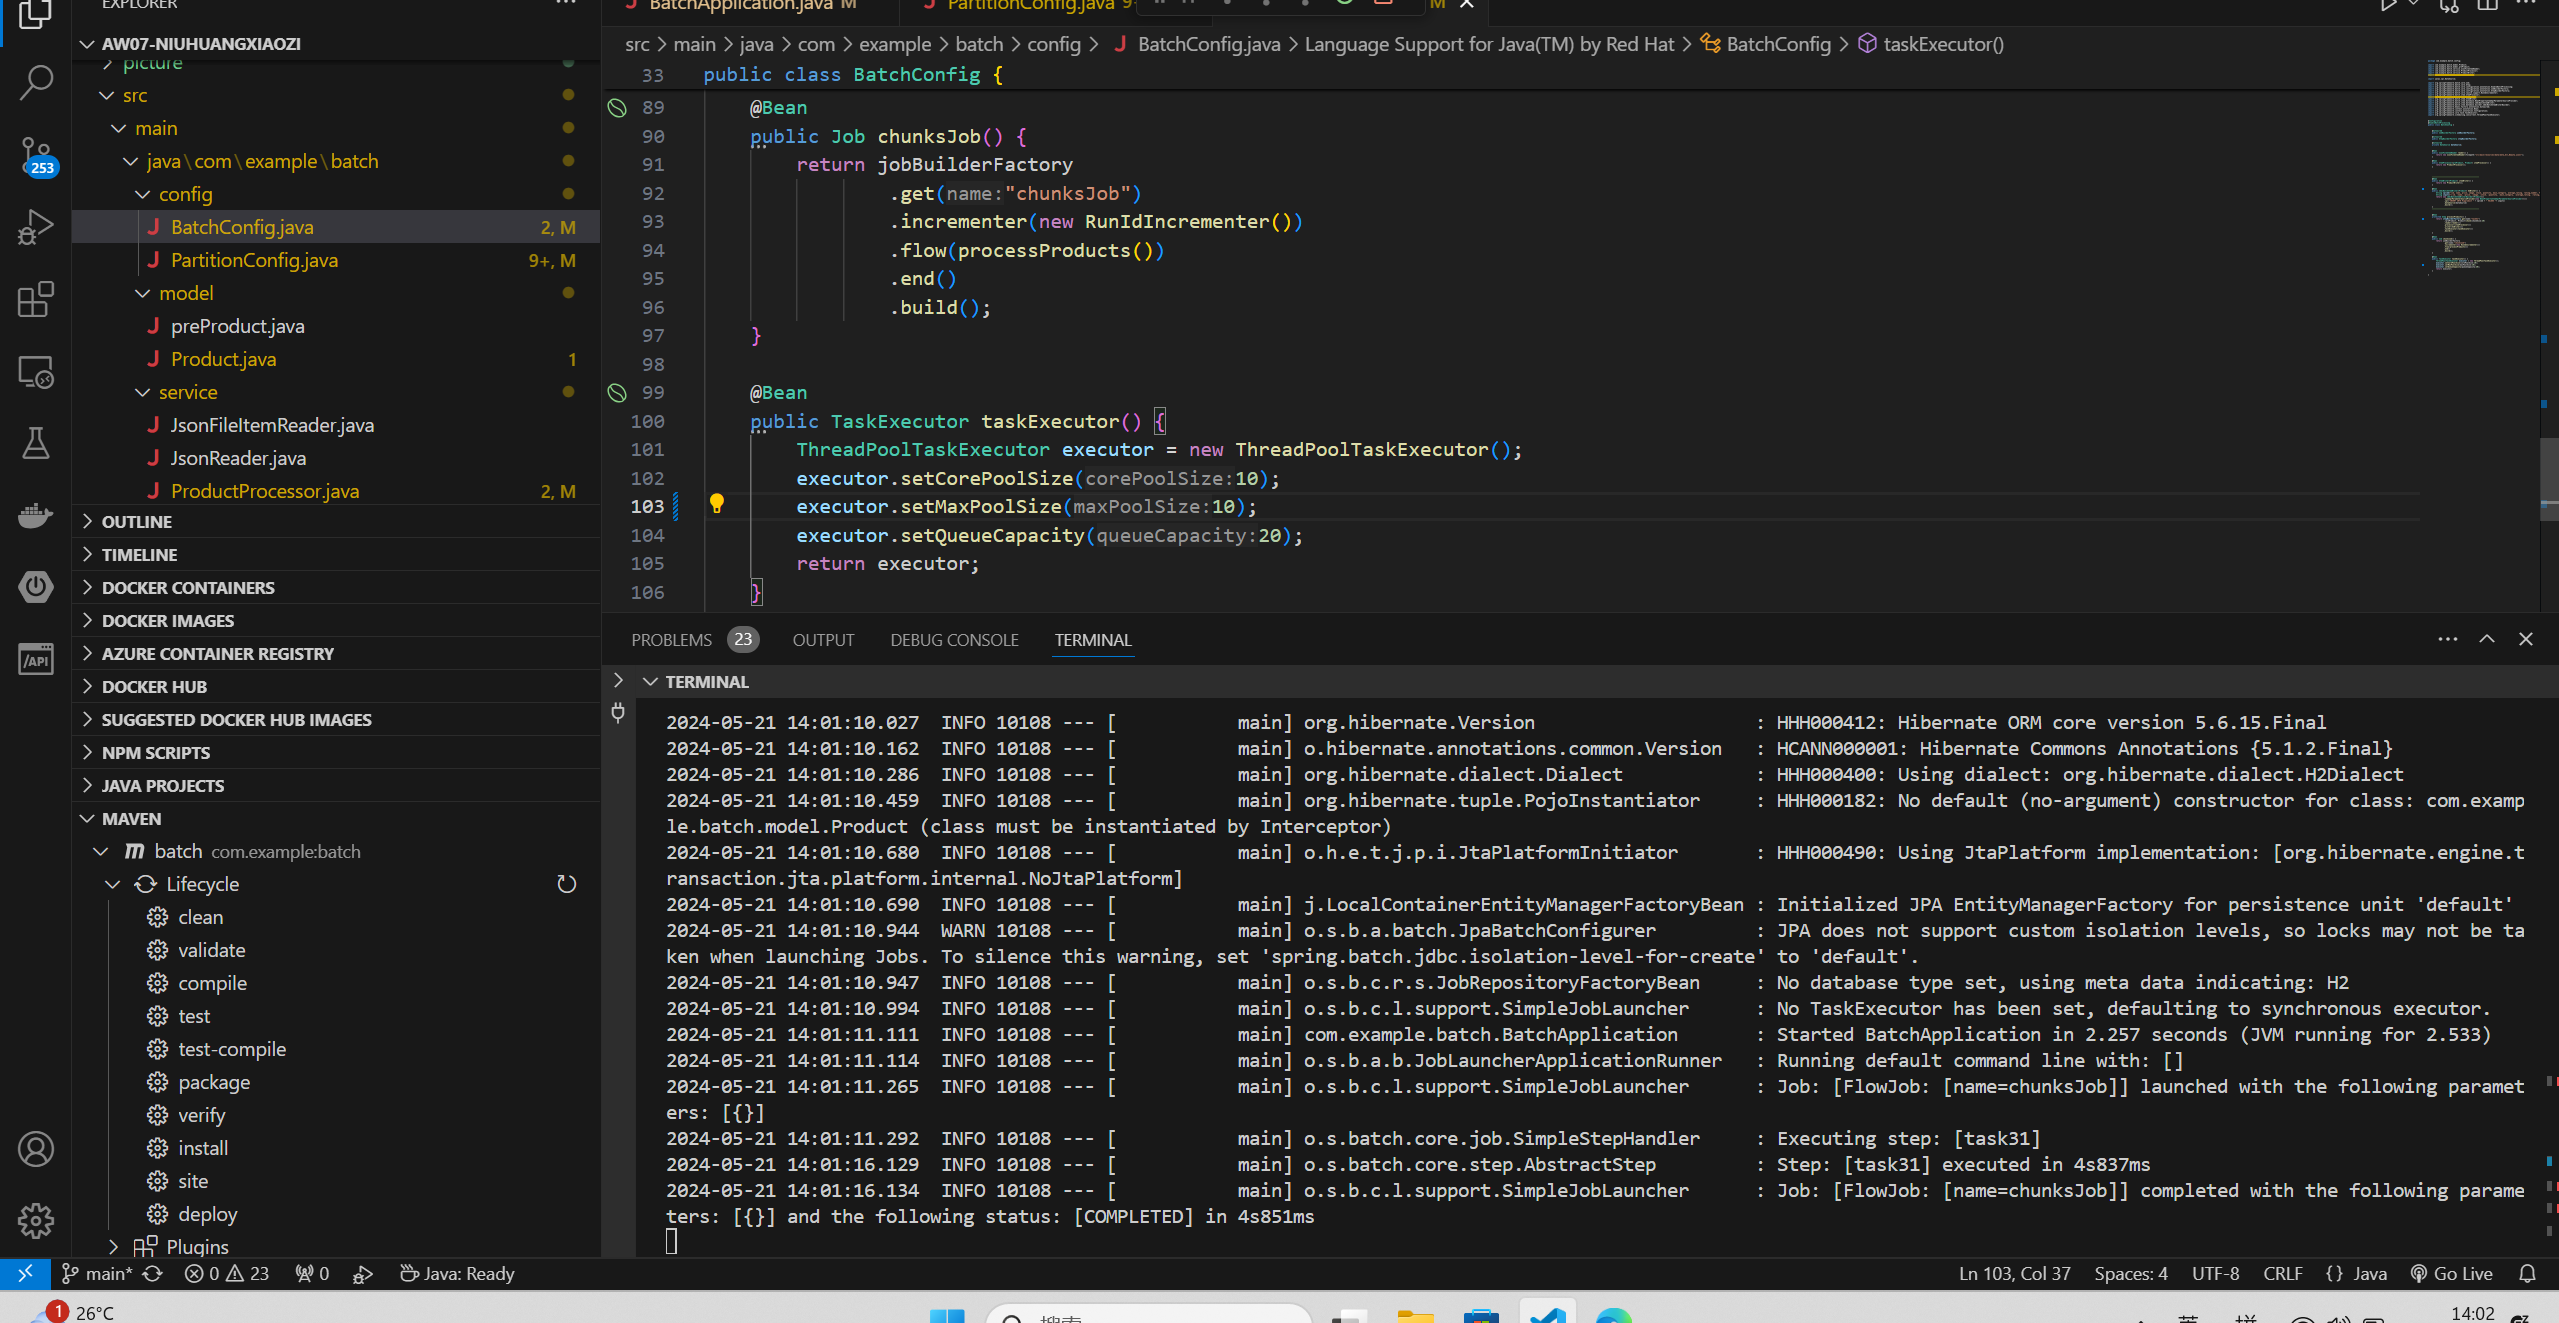 EXPLORER
AW07-NIUHUANGXIAOZI
picture
src
main
java\com\example\batch
config
BatchConfig.java 2, M
PartitionConfig.java 9+, M
model
preProduct.java
Product.java 1
service
JsonFileItemReader.java
JsonReader.java
ProductProcessor.java 2, M
OUTLINE
TIMELINE
DOCKER CONTAINERS
DOCKER IMAGES
AZURE CONTAINER REGISTRY
DOCKER HUB
SUGGESTED DOCKER HUB IMAGES
NPM SCRIPTS
JAVA PROJECTS
MAVEN
batch com.example:batch
Lifecycle
clean
validate
compile
test
test-compile
package
verify
install
site
deploy
Plugins
253
/API
BatchApplication.java M
PartitionConfig.java 9+
M
src > main > java > com > example > batch > config > BatchConfig.java > Language Support for Java(TM) by Red Hat > BatchConfig > taskExecutor()
33 public class BatchConfig {
89 @Bean
90 public Job chunksJob() {
91 return jobBuilderFactory
92 .get(name:"chunksJob")
93 .incrementer(new RunIdIncrementer())
94 .flow(processProducts())
95 .end()
96 .build();
97 }
98
99 @Bean
100 public TaskExecutor taskExecutor() {
101 ThreadPoolTaskExecutor executor = new ThreadPoolTaskExecutor();
102 executor.setCorePoolSize(corePoolSize:10);
103 executor.setMaxPoolSize(maxPoolSize:10);
104 executor.setQueueCapacity(queueCapacity:20);
105 return executor;
106 }
PROBLEMS 23 OUTPUT DEBUG CONSOLE TERMINAL
TERMINAL
2024-05-21 14:01:10.027 INFO 10108 --- [ main] org.hibernate.Version : HHH000412: Hibernate ORM core version 5.6.15.Final
2024-05-21 14:01:10.162 INFO 10108 --- [ main] o.hibernate.annotations.common.Version : HCANN000001: Hibernate Commons Annotations {5.1.2.Final}
2024-05-21 14:01:10.286 INFO 10108 --- [ main] org.hibernate.dialect.Dialect : HHH000400: Using dialect: org.hibernate.dialect.H2Dialect
2024-05-21 14:01:10.459 INFO 10108 --- [ main] org.hibernate.tuple.PojoInstantiator : HHH000182: No default (no-argument) constructor for class: com.examp
le.batch.model.Product (class must be instantiated by Interceptor)
2024-05-21 14:01:10.680 INFO 10108 --- [ main] o.h.e.t.j.p.i.JtaPlatformInitiator : HHH000490: Using JtaPlatform implementation: [org.hibernate.engine.t
ransaction.jta.platform.internal.NoJtaPlatform]
2024-05-21 14:01:10.690 INFO 10108 --- [ main] j.LocalContainerEntityManagerFactoryBean : Initialized JPA EntityManagerFactory for persistence unit 'default'
2024-05-21 14:01:10.944 WARN 10108 --- [ main] o.s.b.a.batch.JpaBatchConfigurer : JPA does not support custom isolation levels, so locks may not be ta
ken when launching Jobs. To silence this warning, set 'spring.batch.jdbc.isolation-level-for-create' to 'default'.
2024-05-21 14:01:10.947 INFO 10108 --- [ main] o.s.b.c.r.s.JobRepositoryFactoryBean : No database type set, using meta data indicating: H2
2024-05-21 14:01:10.994 INFO 10108 --- [ main] o.s.b.c.l.support.SimpleJobLauncher : No TaskExecutor has been set, defaulting to synchronous executor.
2024-05-21 14:01:11.111 INFO 10108 --- [ main] com.example.batch.BatchApplication : Started BatchApplication in 2.257 seconds (JVM running for 2.533)
2024-05-21 14:01:11.114 INFO 10108 --- [ main] o.s.b.a.b.JobLauncherApplicationRunner : Running default command line with: []
2024-05-21 14:01:11.265 INFO 10108 --- [ main] o.s.b.c.l.support.SimpleJobLauncher : Job: [FlowJob: [name=chunksJob]] launched with the following paramet
ers: [{}]
2024-05-21 14:01:11.292 INFO 10108 --- [ main] o.s.batch.core.job.SimpleStepHandler : Executing step: [task31]
2024-05-21 14:01:16.129 INFO 10108 --- [ main] o.s.batch.core.step.AbstractStep : Step: [task31] executed in 4s837ms
2024-05-21 14:01:16.134 INFO 10108 --- [ main] o.s.b.c.l.support.SimpleJobLauncher : Job: [FlowJob: [name=chunksJob]] completed with the following parame
ters: [{}] and the following status: [COMPLETED] in 4s851ms
main* 0 23 0 Java: Ready Ln 103, Col 37 Spaces: 4 UTF-8 CRLF {} Java Go Live
1 26°C 搜索 英 拼 14:02